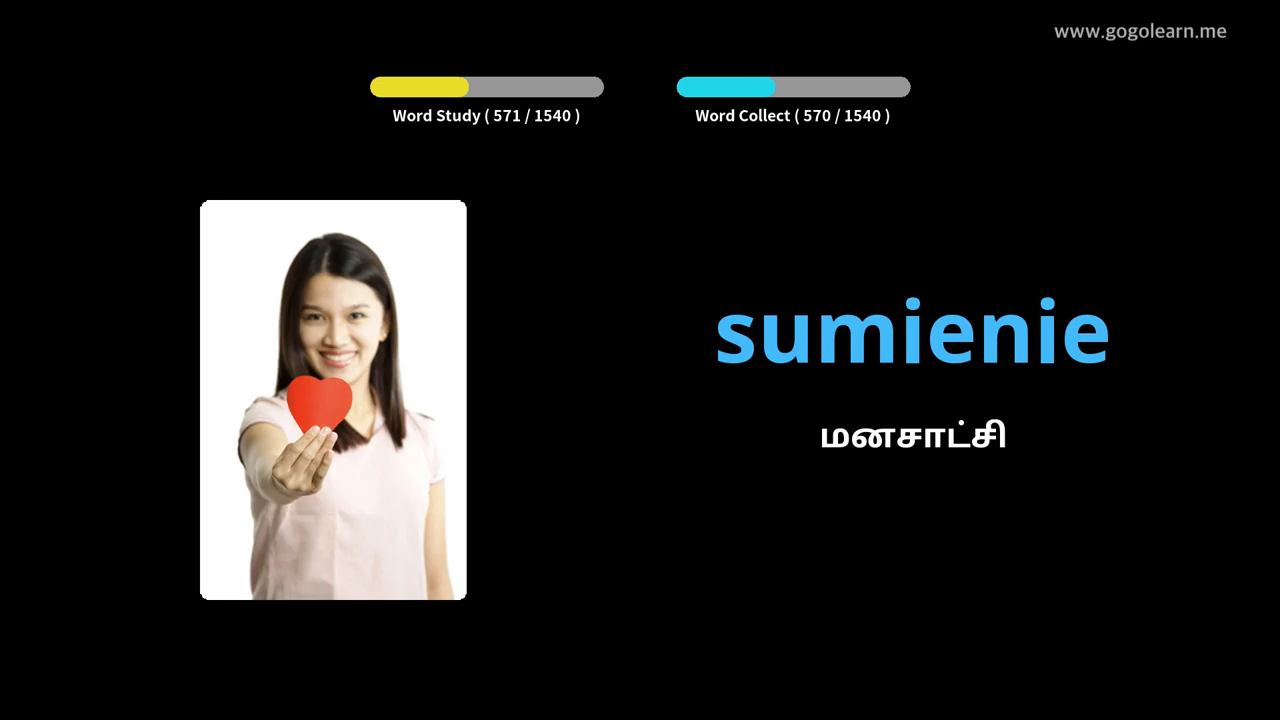 www.gogolearn.me
Word Study ( 571 / 1540 )
Word Collect ( 570 / 1540 )
sumienie
மனசாட்சி